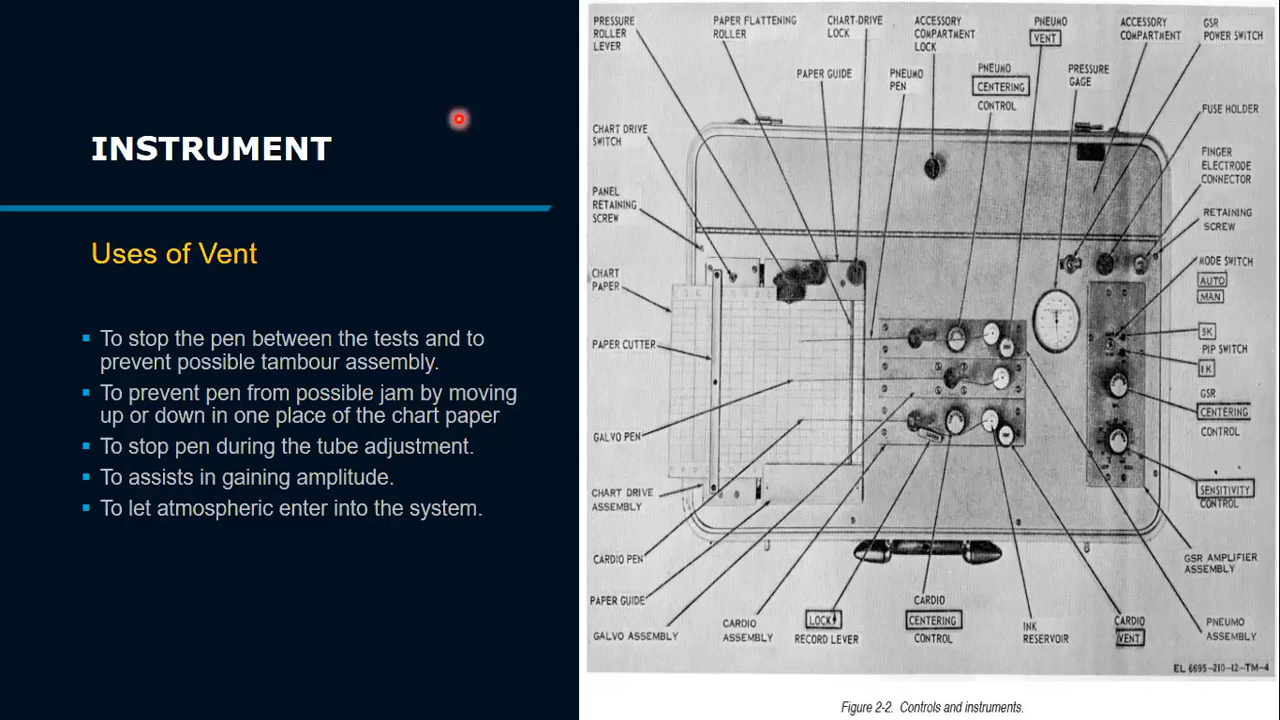 INSTRUMENT
Uses of Vent
To stop the pen between the tests and to
prevent possible tambour assembly.
To prevent pen from possible jam by moving
up or down in one place of the chart paper
To stop pen during the tube adjustment.
To assists in gaining amplitude.
To let atmospheric enter into the system.
PRESSURE
ROLLER
LEVER
PAPER FLATTENING
ROLLER
CHART-DRIVE
LOCK
ACCESSORY
COMPARTMENT
LOCK
PNEUMO
VENT
ACCESSORY
COMPARTMENT
GSR
POWER SWITCH
PAPER GUIDE
PNEUMO
PEN
PNEUMO
CENTERING
CONTROL
PRESSURE
GAGE
FUSE HOLDER
CHART DRIVE
SWITCH
FINGER
ELECTRODE
CONNECTOR
PANEL
RETAINING
SCREW
RETAINING
SCREW
CHART
PAPER
MODE SWITCH
AUTO
MAN
PAPER CUTTER
5K
PIP SWITCH
1K
GSR
CENTERING
CONTROL
GALVO PEN
CHART DRIVE
ASSEMBLY
SENSITIVITY
CONTROL
CARDIO PEN
GSR AMPLIFIER
ASSEMBLY
PAPER GUIDE
GALVO ASSEMBLY
CARDIO
ASSEMBLY
LOCK
RECORD LEVER
CARDIO
CENTERING
CONTROL
INK
RESERVOIR
CARDIO
VENT
PNEUMO
ASSEMBLY
EL 6695-210-12-TM-4
Figure 2-2. Controls and instruments.